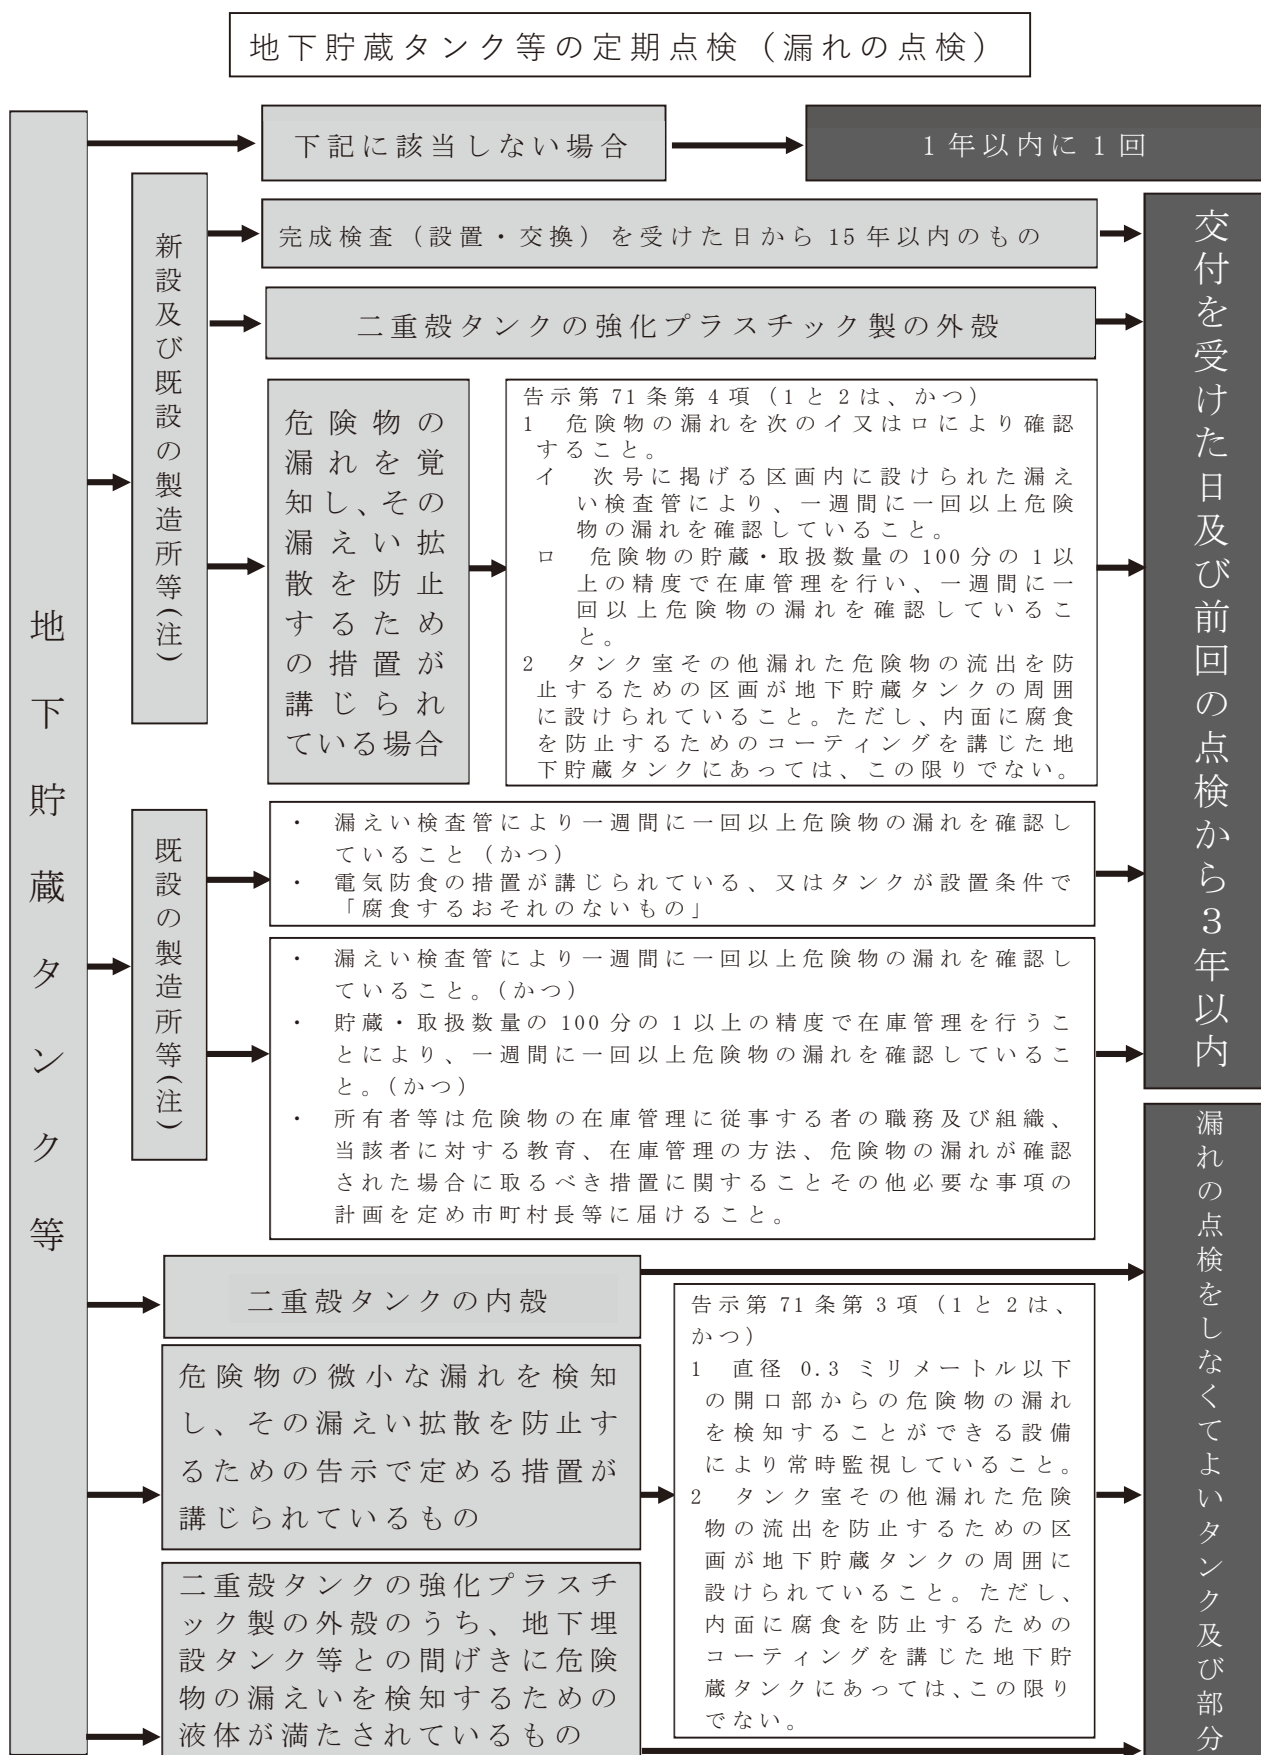 地下貯蔵タンク等の定期点検（漏れの点検）
地下貯蔵タンク等
下記に該当しない場合
1年以内に1回
新設及び既設の製造所等(注)
完成検査（設置・交換）を受けた日から 15 年以内のもの
二重殻タンクの強化プラスチック製の外殻
危険物の
漏れを覚
知し、その
漏えい拡
散を防止
するため
の措置が
講じられ
ている場合
告示第 71 条第 4 項（1 と 2 は、かつ）
1 危険物の漏れを次のイ又はロにより確認
すること。
イ 次号に掲げる区画内に設けられた漏え
い検査管により、一週間に一回以上危険
物の漏れを確認していること。
ロ 危険物の貯蔵・取扱数量の 100 分の 1 以
上の精度で在庫管理を行い、一週間に一
回以上危険物の漏れを確認しているこ
と。
2 タンク室その他漏れた危険物の流出を防
止するための区画が地下貯蔵タンクの周囲
に設けられていること。ただし、内面に腐食
を防止するためのコーティングを講じた地
下貯蔵タンクにあっては、この限りでない。
交付を受けた日及び前回の点検から3年以内
既設の製造所等(注)
・ 漏えい検査管により一週間に一回以上危険物の漏れを確認し
ていること（かつ）
・ 電気防食の措置が講じられている、又はタンクが設置条件で
「腐食するおそれのないもの」
・ 漏えい検査管により一週間に一回以上危険物の漏れを確認し
ていること。（かつ）
・ 貯蔵・取扱数量の 100 分の 1 以上の精度で在庫管理を行うこ
とにより、一週間に一回以上危険物の漏れを確認しているこ
と。（かつ）
・ 所有者等は危険物の在庫管理に従事する者の職務及び組織、
当該者に対する教育、在庫管理の方法、危険物の漏れが確認
された場合に取るべき措置に関することその他必要な事項の
計画を定め市町村長等に届けること。
二重殻タンクの内殻
危険物の微小な漏れを検知
し、その漏えい拡散を防止す
るための告示で定める措置が
講じられているもの
二重殻タンクの強化プラスチ
ック製の外殻のうち、地下埋
設タンク等との間げきに危険
物の漏えいを検知するための
液体が満たされているもの
告示第 71 条第 3 項（1 と 2 は、
かつ）
1 直径 0.3 ミリメートル以下
の開口部からの危険物の漏れ
を検知することができる設備
により常時監視していること。
2 タンク室その他漏れた危険
物の流出を防止するための区
画が地下貯蔵タンクの周囲に
設けられていること。ただし、
内面に腐食を防止するための
コーティングを講じた地下貯
蔵タンクにあっては、この限り
でない。
漏れの点検をしなくてよいタンク及び部分